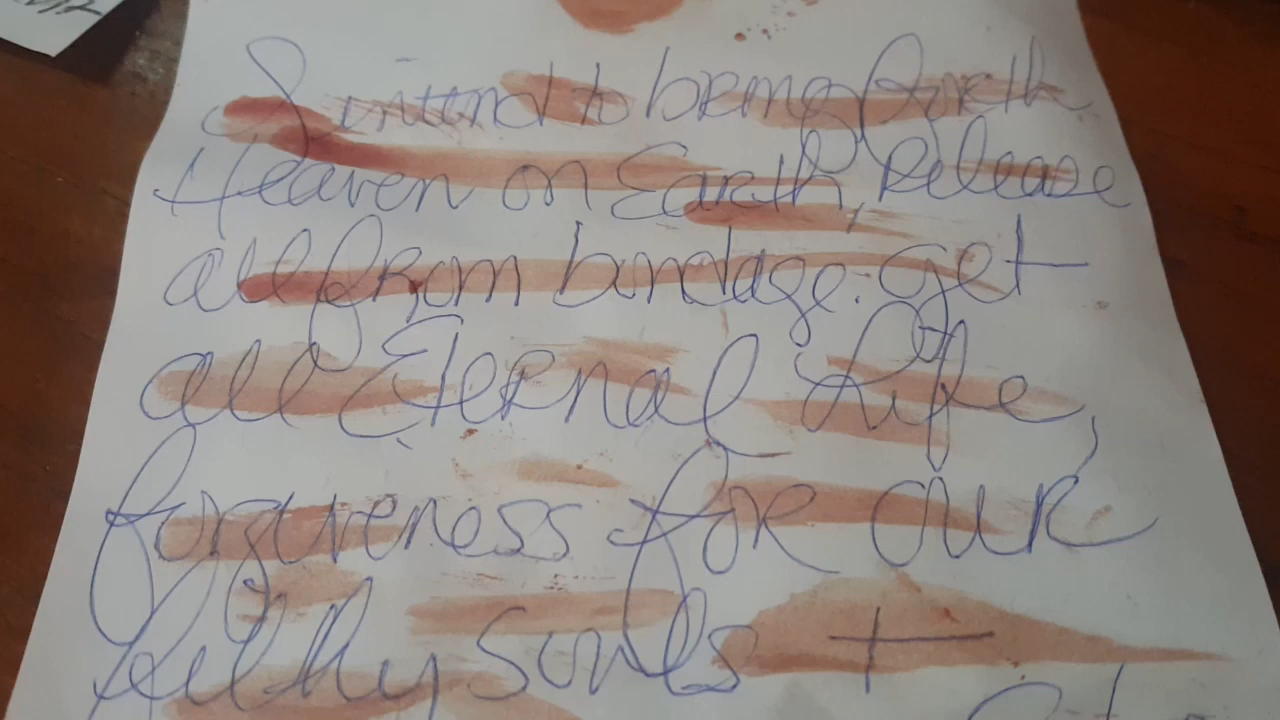 I intend to bring forth
Heaven on Earth, Release
all from bondage. get
all Eternal Life,
forgiveness for our
filthy souls +